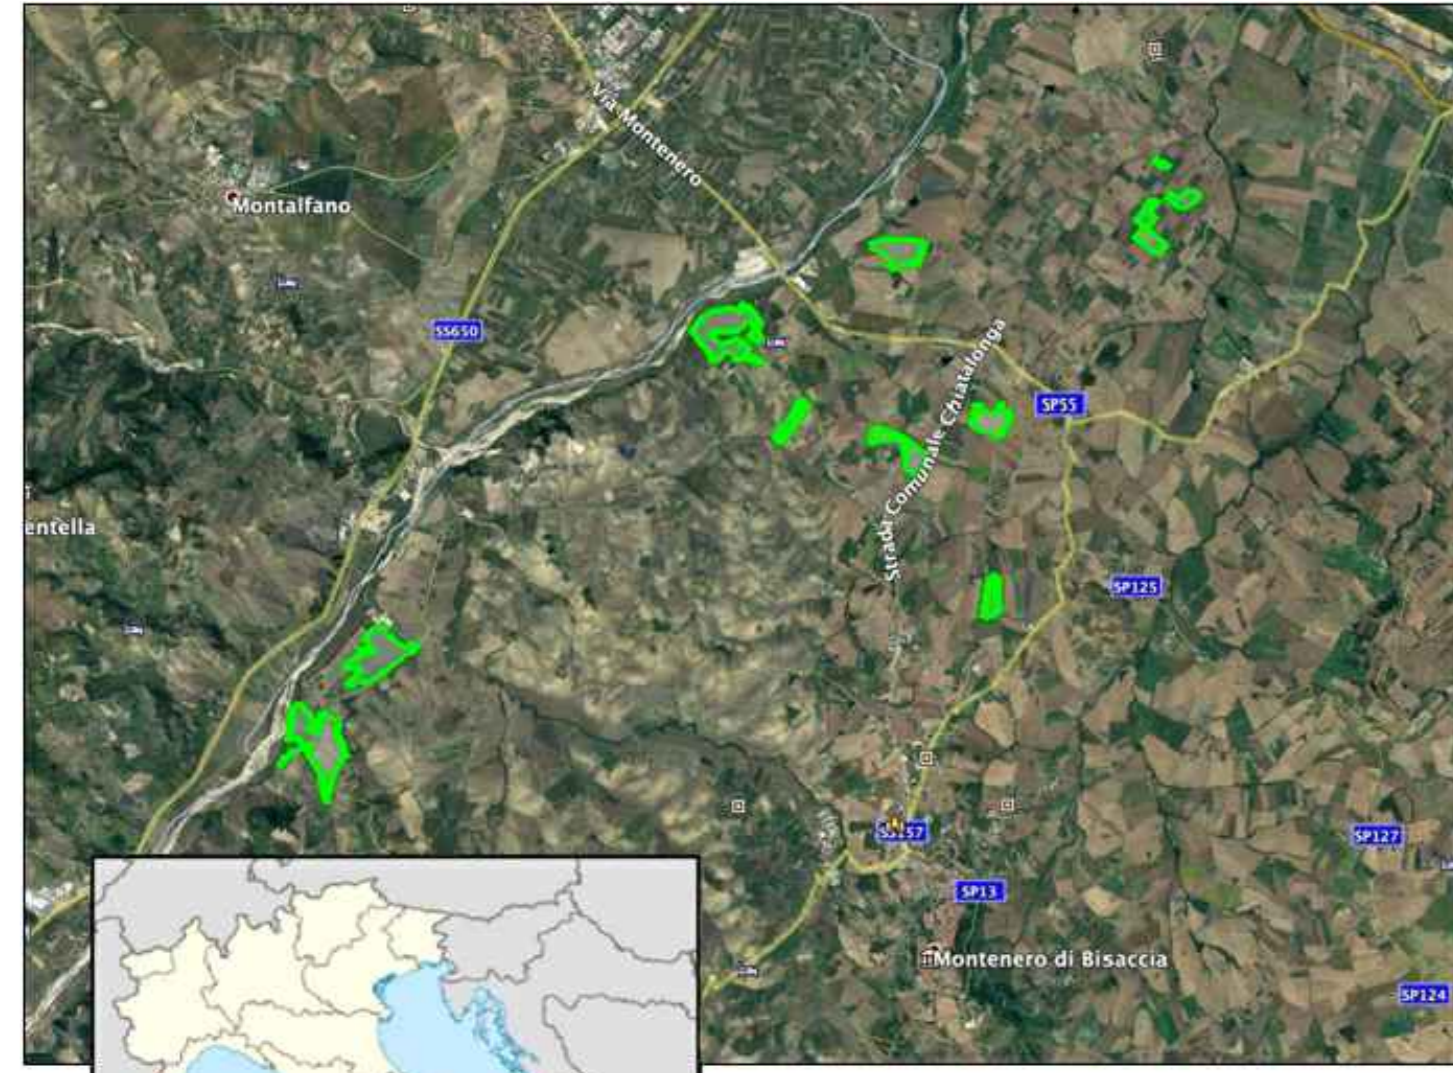 Via Montenero
Montalfano
SS650
Strada Comunale Chiatalonga
SP55
entella
SP125
SS157
SP127
SP13
Montenero di Bisaccia
SP124